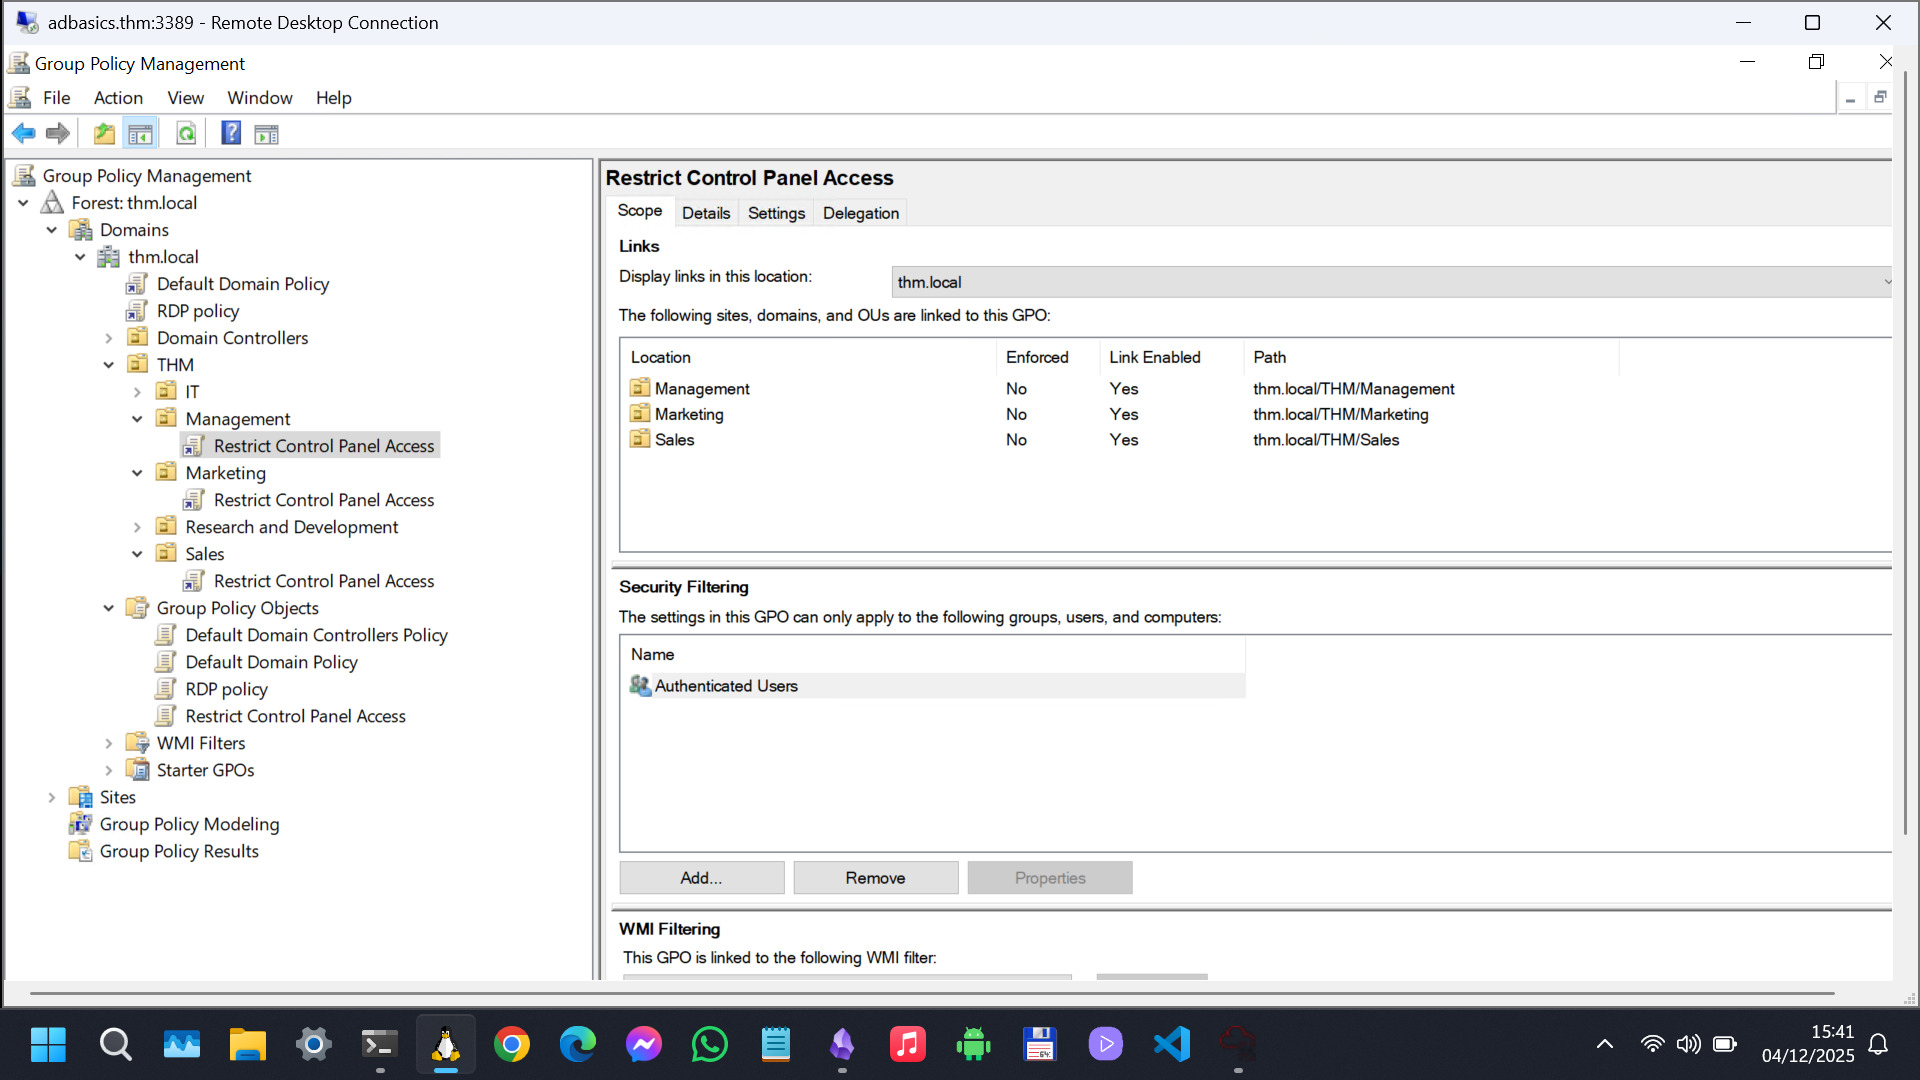 adbasics.thm:3389 - Remote Desktop Connection
Group Policy Management
File Action View Window Help
Group Policy Management
Forest: thm.local
Domains
thm.local
Default Domain Policy
RDP policy
Domain Controllers
THM
IT
Management
Restrict Control Panel Access
Marketing
Restrict Control Panel Access
Research and Development
Sales
Restrict Control Panel Access
Group Policy Objects
Default Domain Controllers Policy
Default Domain Policy
RDP policy
Restrict Control Panel Access
WMI Filters
Starter GPOs
Sites
Group Policy Modeling
Group Policy Results
Restrict Control Panel Access
Scope Details Settings Delegation
Links
Display links in this location: thm.local
The following sites, domains, and OUs are linked to this GPO:
Location Enforced Link Enabled Path
Management No Yes thm.local/THM/Management
Marketing No Yes thm.local/THM/Marketing
Sales No Yes thm.local/THM/Sales
Security Filtering
The settings in this GPO can only apply to the following groups, users, and computers:
Name
Authenticated Users
Add... Remove Properties
WMI Filtering
This GPO is linked to the following WMI filter:
64
15:41
04/12/2025